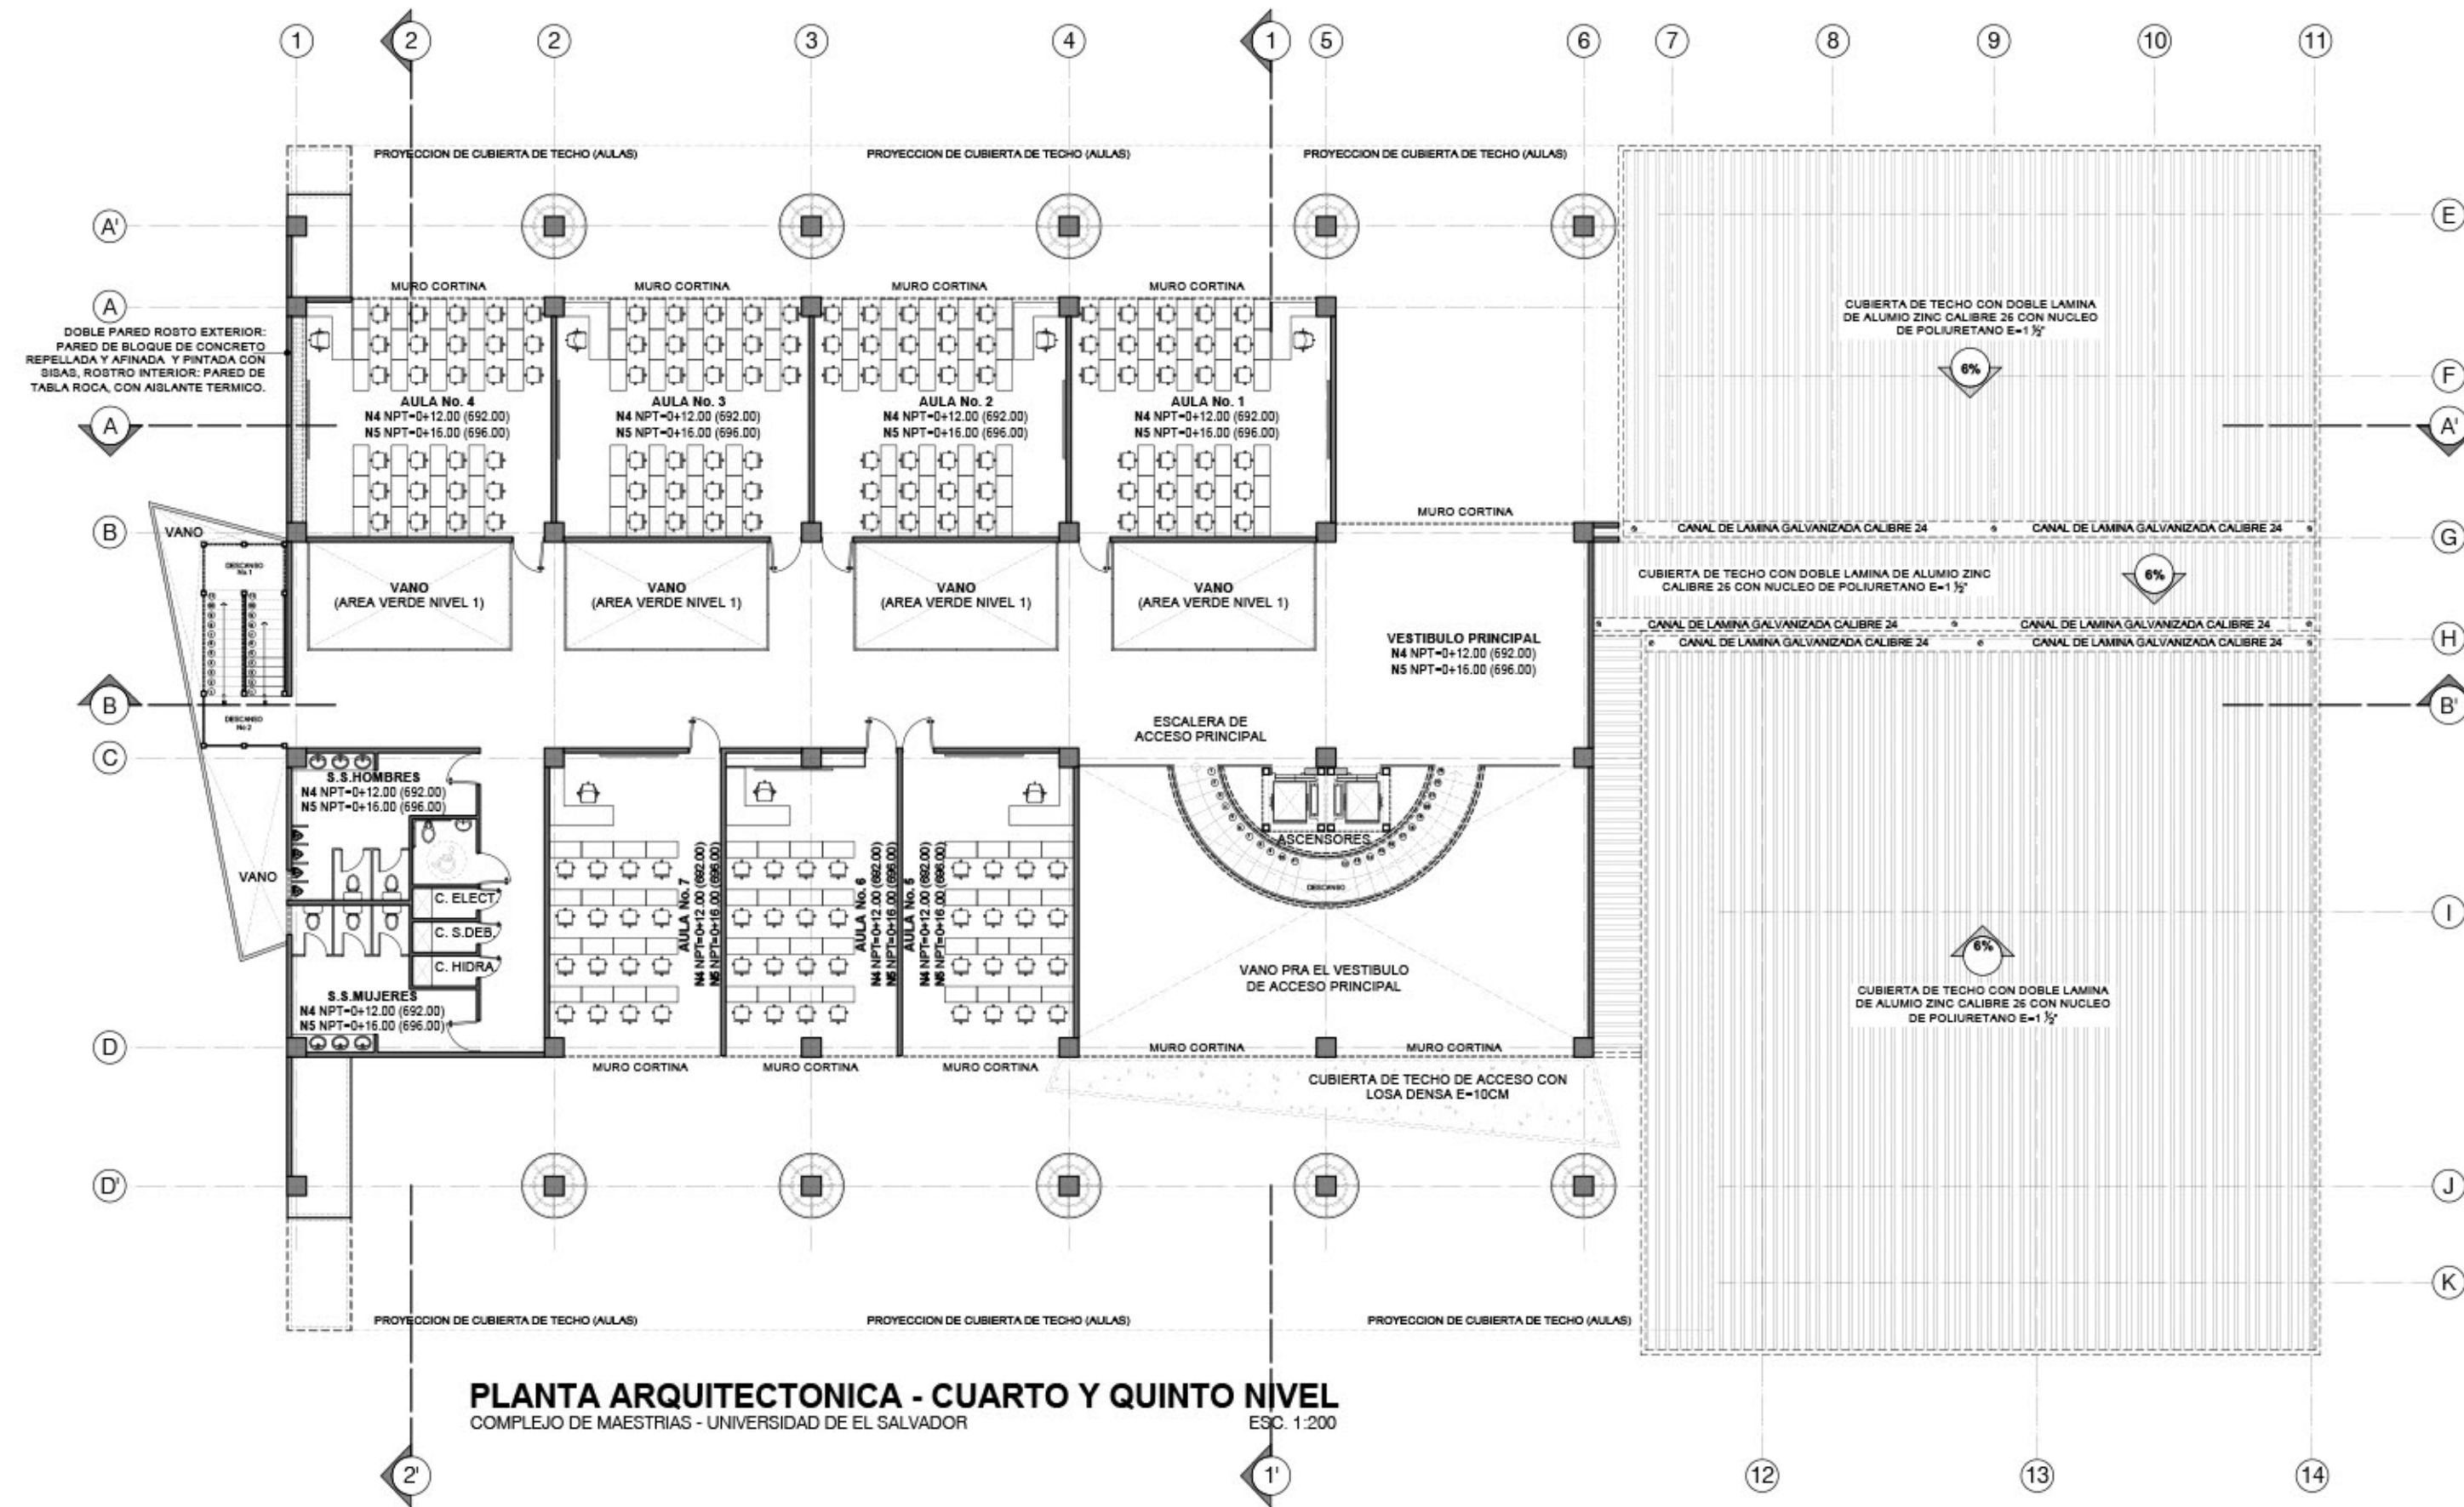 1
2
2
3
4
1
5
6
7
8
9
10
11
PROYECCION DE CUBIERTA DE TECHO (AULAS)
PROYECCION DE CUBIERTA DE TECHO (AULAS)
PROYECCION DE CUBIERTA DE TECHO (AULAS)
A'
E
MURO CORTINA
MURO CORTINA
MURO CORTINA
MURO CORTINA
A
DOBLE PARED ROSTO EXTERIOR:
PARED DE BLOQUE DE CONCRETO
REPELLADA Y AFINADA Y PINTADA CON
SISAS, ROSTRO INTERIOR: PARED DE
TABLA ROCA, CON AISLANTE TERMICO.
CUBIERTA DE TECHO CON DOBLE LAMINA
DE ALUMIO ZINC CALIBRE 26 CON NUCLEO
DE POLIURETANO E=1 ½"
6%
F
AULA No. 4
N4 NPT=0+12.00 (692.00)
N5 NPT=0+16.00 (696.00)
AULA No. 3
N4 NPT=0+12.00 (692.00)
N5 NPT=0+16.00 (696.00)
AULA No. 2
N4 NPT=0+12.00 (692.00)
N5 NPT=0+16.00 (696.00)
AULA No. 1
N4 NPT=0+12.00 (692.00)
N5 NPT=0+16.00 (696.00)
A
A'
MURO CORTINA
VANO
B
CANAL DE LAMINA GALVANIZADA CALIBRE 24
CANAL DE LAMINA GALVANIZADA CALIBRE 24
G
DESCANSO
No.1
VANO
(AREA VERDE NIVEL 1)
VANO
(AREA VERDE NIVEL 1)
VANO
(AREA VERDE NIVEL 1)
VANO
(AREA VERDE NIVEL 1)
CUBIERTA DE TECHO CON DOBLE LAMINA DE ALUMIO ZINC
CALIBRE 26 CON NUCLEO DE POLIURETANO E=1 ½"
6%
CANAL DE LAMINA GALVANIZADA CALIBRE 24
CANAL DE LAMINA GALVANIZADA CALIBRE 24
CANAL DE LAMINA GALVANIZADA CALIBRE 24
CANAL DE LAMINA GALVANIZADA CALIBRE 24
H
VESTIBULO PRINCIPAL
N4 NPT=0+12.00 (692.00)
N5 NPT=0+16.00 (696.00)
B
B'
DESCANSO
No.2
ESCALERA DE
ACCESO PRINCIPAL
C
S.S.HOMBRES
N4 NPT=0+12.00 (692.00)
N5 NPT=0+16.00 (696.00)
ASCENSORES
DESCANSO
VANO
C. ELECT.
C. S.DEB.
C. HIDRA.
AULA No. 7
N4 NPT=0+12.00 (692.00)
N5 NPT=0+16.00 (696.00)
AULA No. 6
N4 NPT=0+12.00 (692.00)
N5 NPT=0+16.00 (696.00)
AULA No. 5
N4 NPT=0+12.00 (692.00)
N5 NPT=0+16.00 (696.00)
I
6%
VANO PRA EL VESTIBULO
DE ACCESO PRINCIPAL
CUBIERTA DE TECHO CON DOBLE LAMINA
DE ALUMIO ZINC CALIBRE 26 CON NUCLEO
DE POLIURETANO E=1 ½"
S.S.MUJERES
N4 NPT=0+12.00 (692.00)
N5 NPT=0+16.00 (696.00)
D
MURO CORTINA
MURO CORTINA
MURO CORTINA
MURO CORTINA
MURO CORTINA
CUBIERTA DE TECHO DE ACCESO CON
LOSA DENSA E=10CM
D'
J
K
PROYECCION DE CUBIERTA DE TECHO (AULAS)
PROYECCION DE CUBIERTA DE TECHO (AULAS)
PROYECCION DE CUBIERTA DE TECHO (AULAS)
PLANTA ARQUITECTONICA - CUARTO Y QUINTO NIVEL
COMPLEJO DE MAESTRIAS - UNIVERSIDAD DE EL SALVADOR
ESC. 1:200
2'
1'
12
13
14